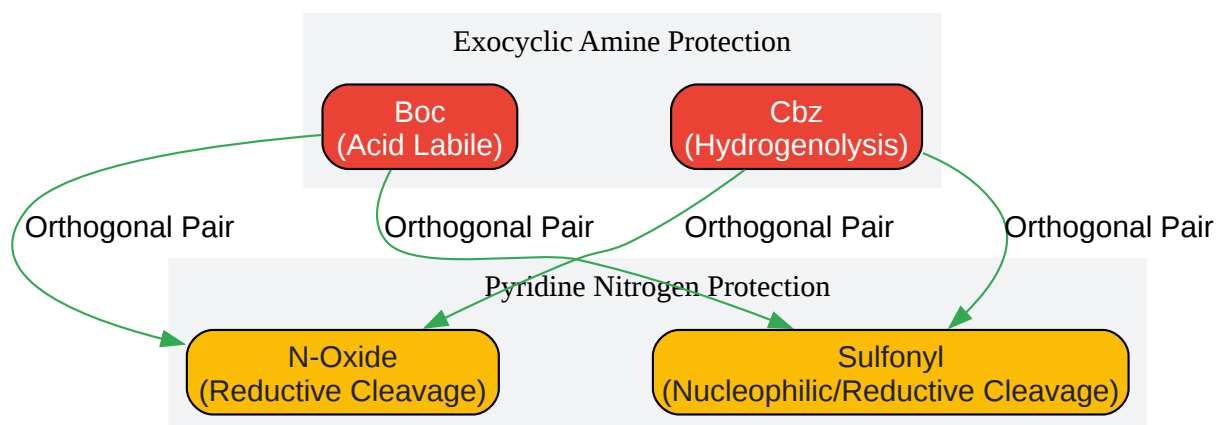 Exocyclic Amine Protection
Boc
(Acid Labile)
Cbz
(Hydrogenolysis)
Orthogonal Pair
Orthogonal Pair
Orthogonal Pair
Orthogonal Pair
Pyridine Nitrogen Protection
N-Oxide
(Reductive Cleavage)
Sulfonyl
(Nucleophilic/Reductive Cleavage)